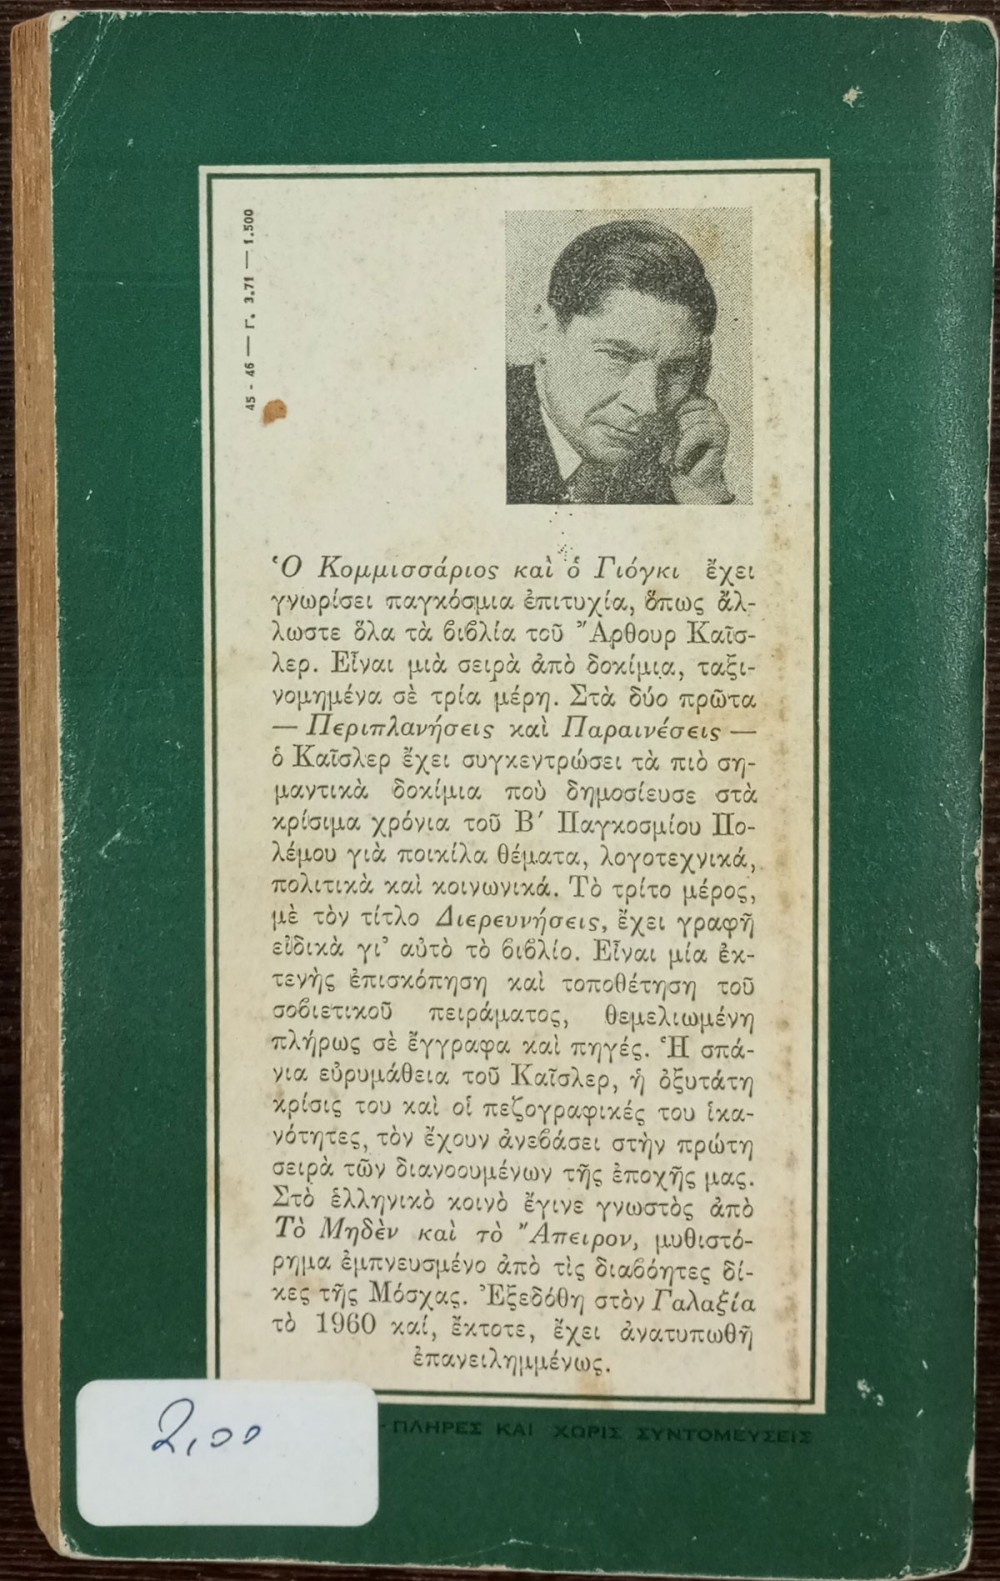 45 - 46 — Γ. 3.71 — 1.500
Ὁ Κομμισσάριος καὶ ὁ Γιόγκι ἔχει
γνωρίσει παγκόσμια ἐπιτυχία, ὅπως ἄλ-
λωστε ὅλα τὰ βιβλία τοῦ Ἄρθουρ Καῖσ-
λερ. Εἶναι μιὰ σειρὰ ἀπὸ δοκίμια, ταξι-
νομημένα σὲ τρία μέρη. Στὰ δύο πρῶτα
— Περιπλανήσεις καὶ Παραινέσεις —
ὁ Καῖσλερ ἔχει συγκεντρώσει τὰ πιὸ ση-
μαντικὰ δοκίμια ποὺ δημοσίευσε στὰ
κρίσιμα χρόνια τοῦ Β′ Παγκοσμίου Πο-
λέμου γιὰ ποικίλα θέματα, λογοτεχνικά,
πολιτικὰ καὶ κοινωνικά. Τὸ τρίτο μέρος,
μὲ τὸν τίτλο Διερευνήσεις, ἔχει γραφῆ
εἰδικὰ γι' αὐτὸ τὸ βιβλίο. Εἶναι μία ἐκ-
τενὴς ἐπισκόπηση καὶ τοποθέτηση τοῦ
σοβιετικοῦ πειράματος, θεμελιωμένη
πλήρως σὲ ἔγγραφα καὶ πηγές. Ἡ σπά-
νια εὐρυμάθεια τοῦ Καῖσλερ, ἡ ὀξυτάτη
κρίσις του καὶ οἱ πεζογραφικές του ἱκα-
νότητες, τὸν ἔχουν ἀνεβάσει στὴν πρώτη
σειρὰ τῶν διανοουμένων τῆς ἐποχῆς μας.
Στὸ ἑλληνικὸ κοινὸ ἔγινε γνωστὸς ἀπὸ
Τὸ Μηδὲν καὶ τὸ Ἄπειρον, μυθιστό-
ρημα ἐμπνευσμένο ἀπὸ τὶς διαβόητες δί-
κες τῆς Μόσχας. Ἐξεδόθη στὸν Γαλαξία
τὸ 1960 καί, ἔκτοτε, ἔχει ἀνατυπωθῆ
ἐπανειλημμένως.
- ΠΛΗΡΕΣ ΚΑΙ ΧΩΡΙΣ ΣΥΝΤΟΜΕΥΣΕΙΣ
2,00